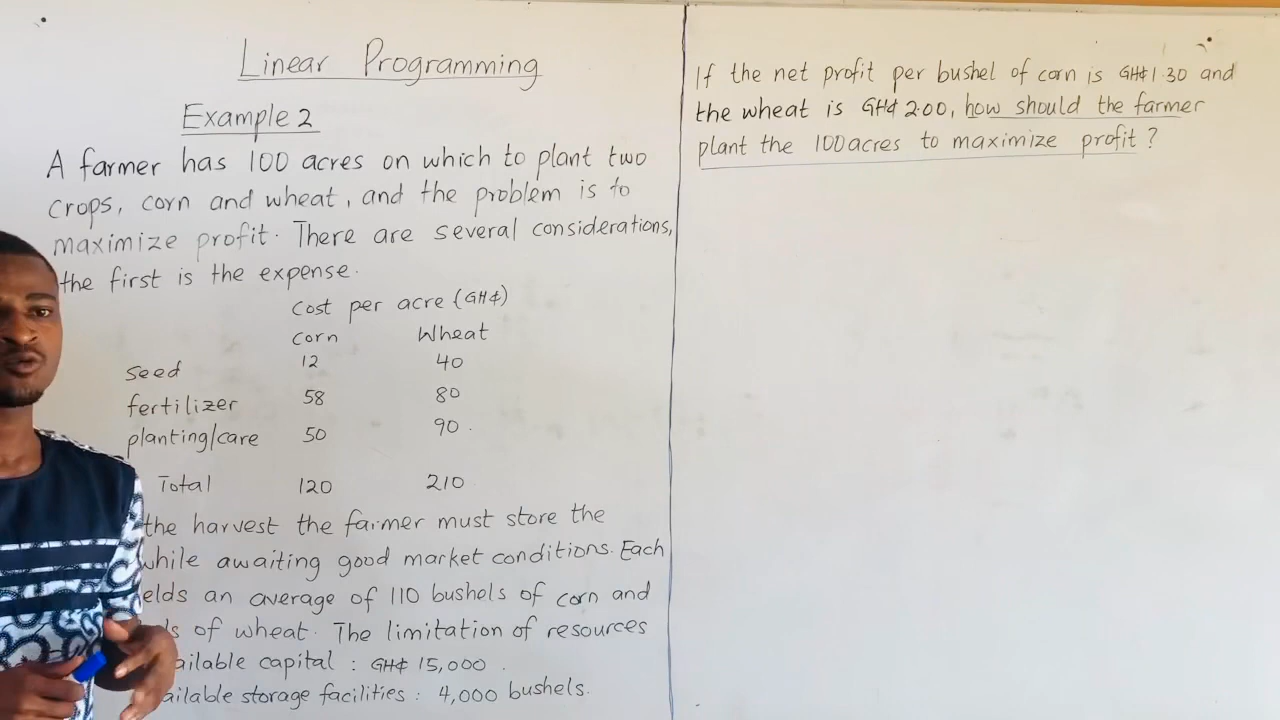 Linear Programming
Example 2
A farmer has 100 acres on which to plant two
crops, corn and wheat, and the problem is to
maximize profit. There are several considerations,
the first is the expense.
Cost per acre (GH¢)
corn Wheat
seed 12 40
fertilizer 58 80
planting/care 50 90
Total 120 210
the harvest the farmer must store the
while awaiting good market conditions. Each
an average of 110 bushels of corn and
of wheat. The limitation of resources
capital : GH¢ 15,000.
storage facilities : 4,000 bushels.
If the net profit per bushel of corn is GH¢1.30 and
the wheat is GH¢ 2.00, how should the farmer
plant the 100 acres to maximize profit?